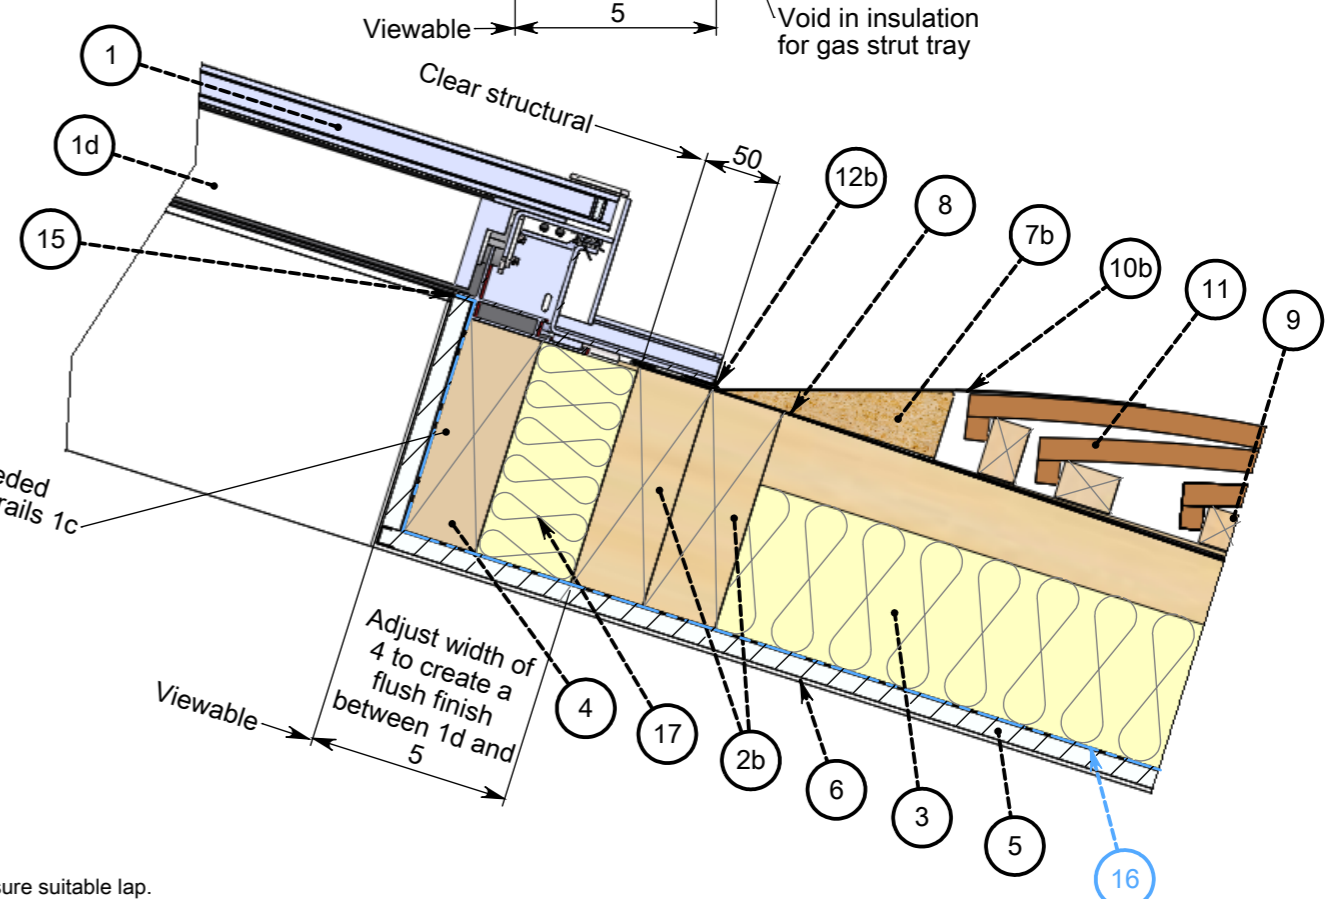 5
Viewable
Void in insulation
for gas strut tray
1
Clear structural
50
1d
12b
8
7b
10b
11
9
15
rails 1c
Adjust width of
4 to create a
flush finish
between 1d and
5
Viewable
4
17
2b
6
3
5
16
suitable lap.